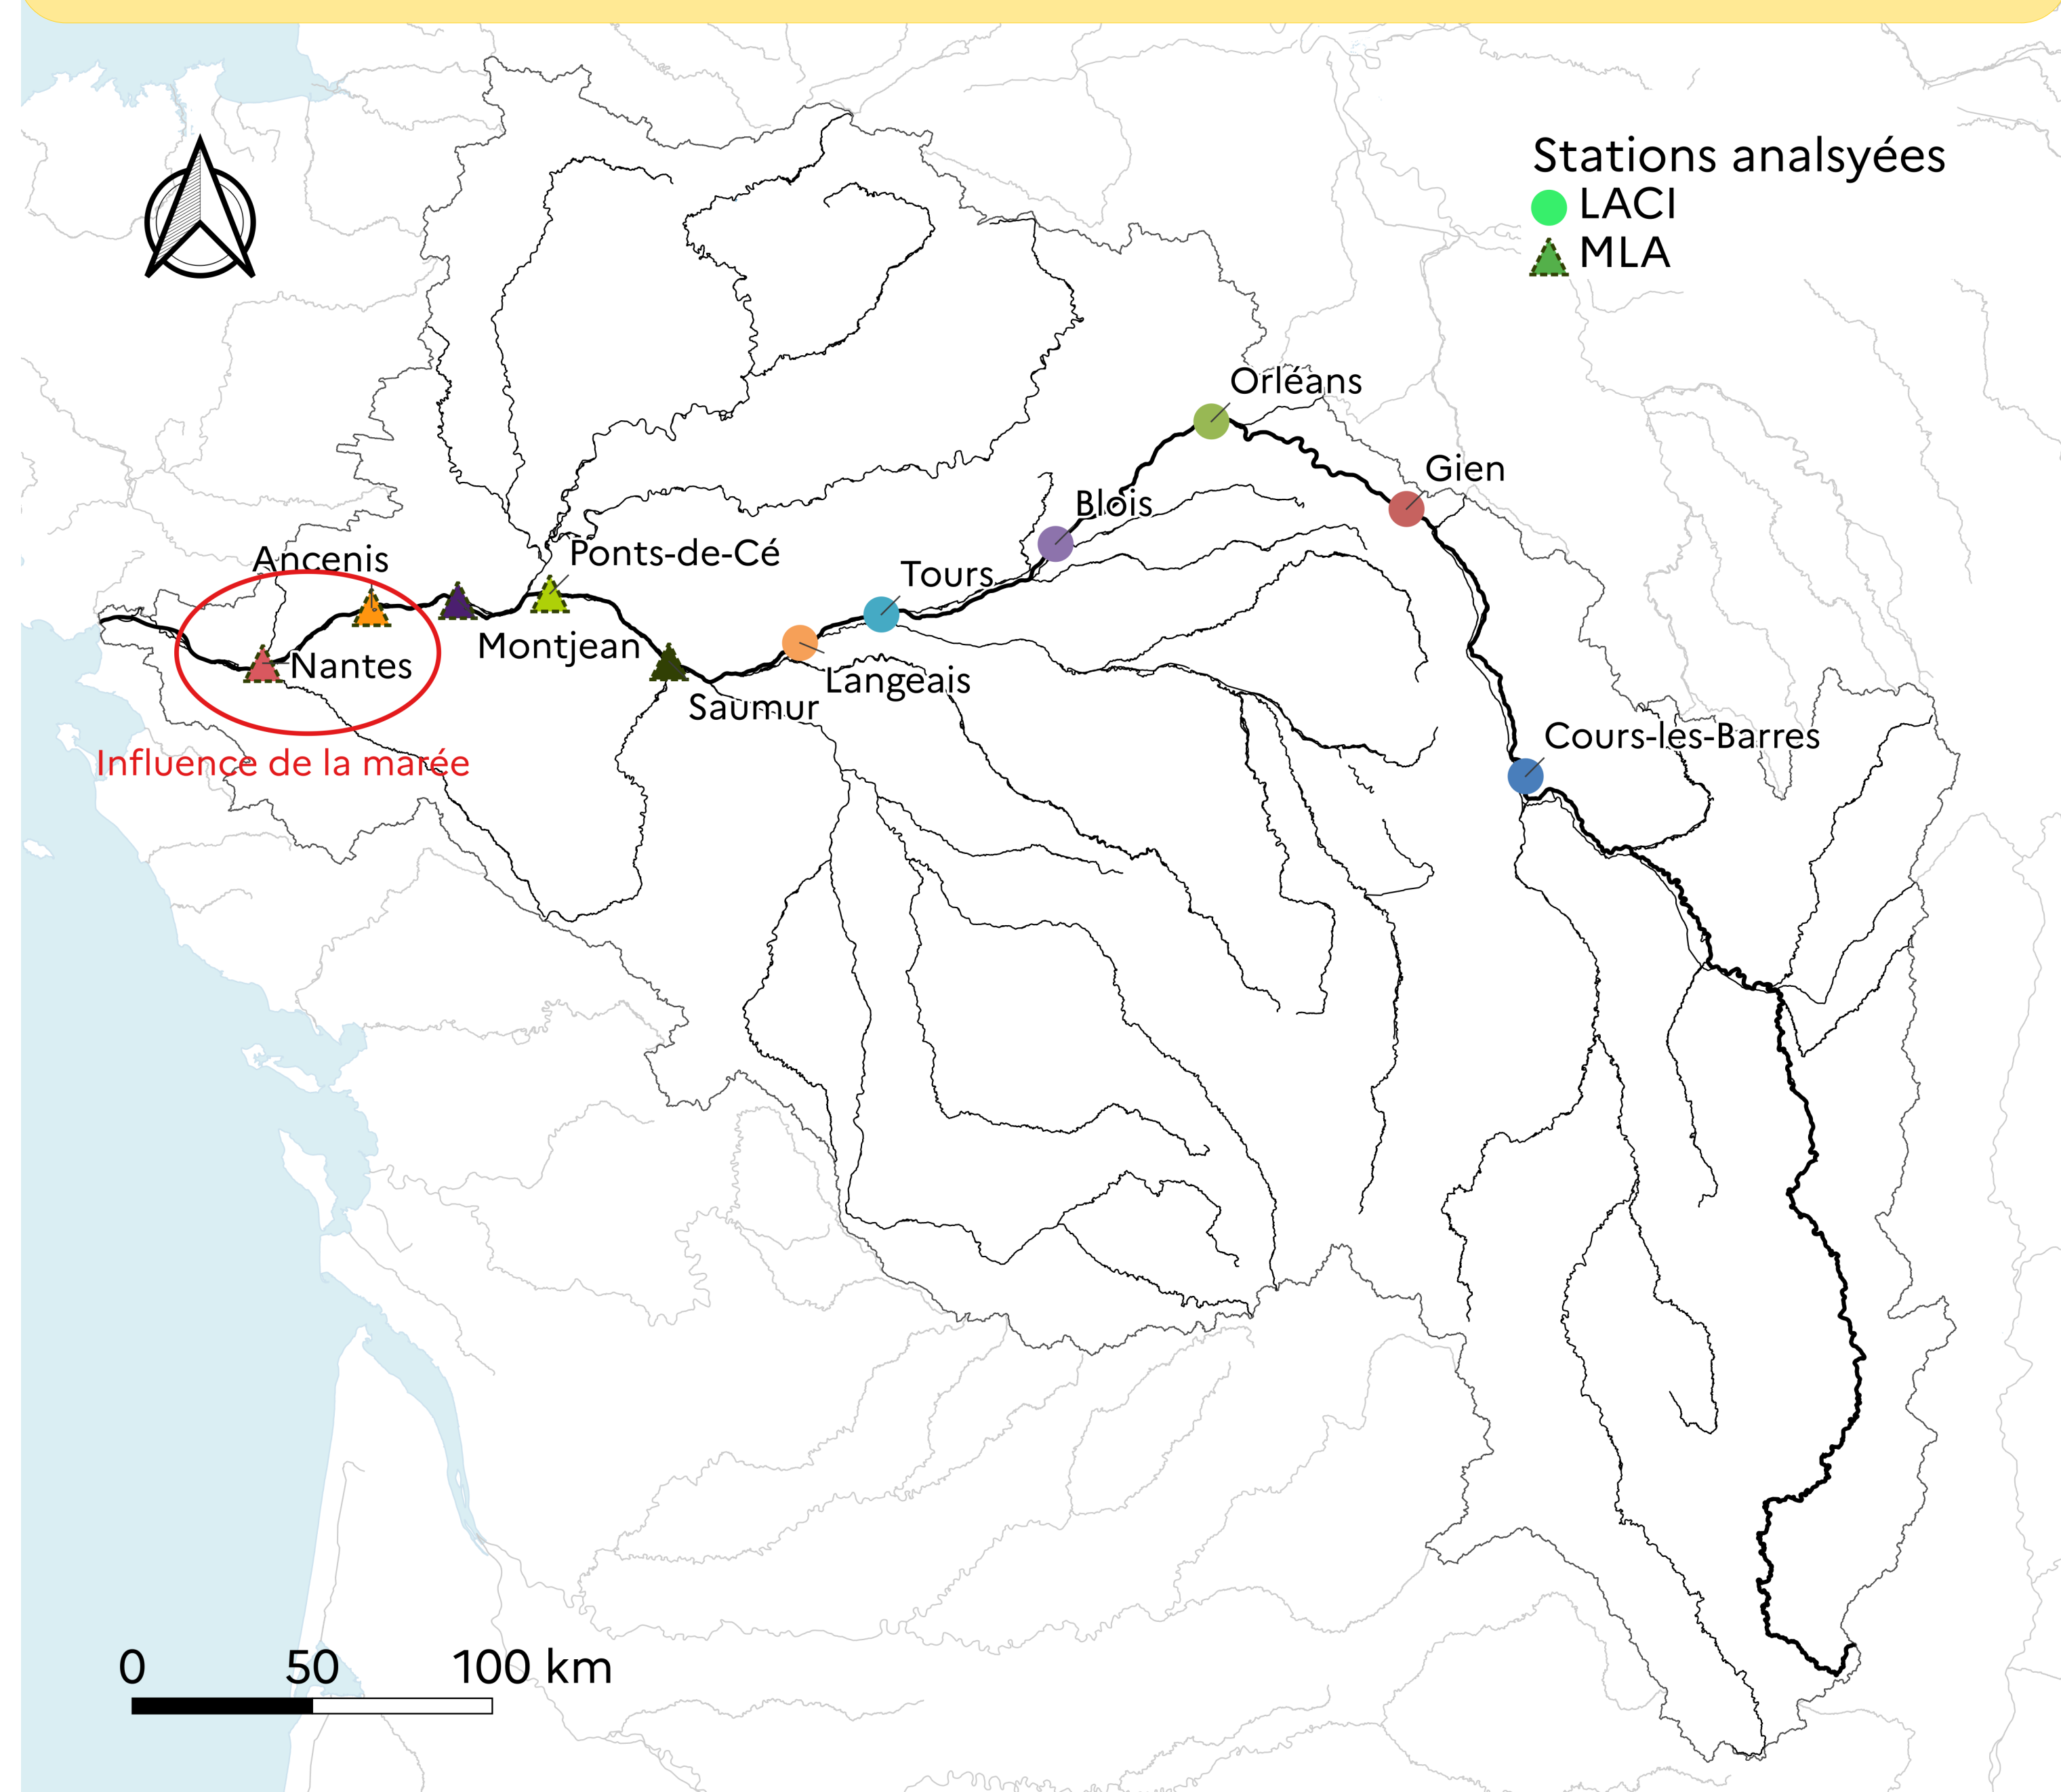 Stations analsyées
LACI
MLA
Orléans
Gien
Blois
Ancenis
Ponts-de-Cé
Tours
Montjean
Nantes
Langeais
Saumur
Cours-les-Barres
Influence de la marée
0 50 100 km